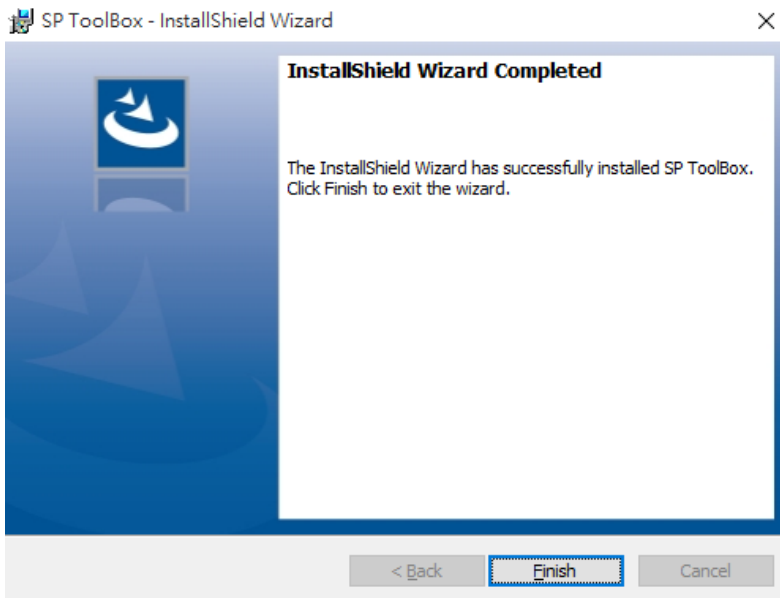 SP ToolBox - InstallShield Wizard
InstallShield Wizard Completed
The InstallShield Wizard has successfully installed SP ToolBox.
Click Finish to exit the wizard.
< Back
Finish
Cancel